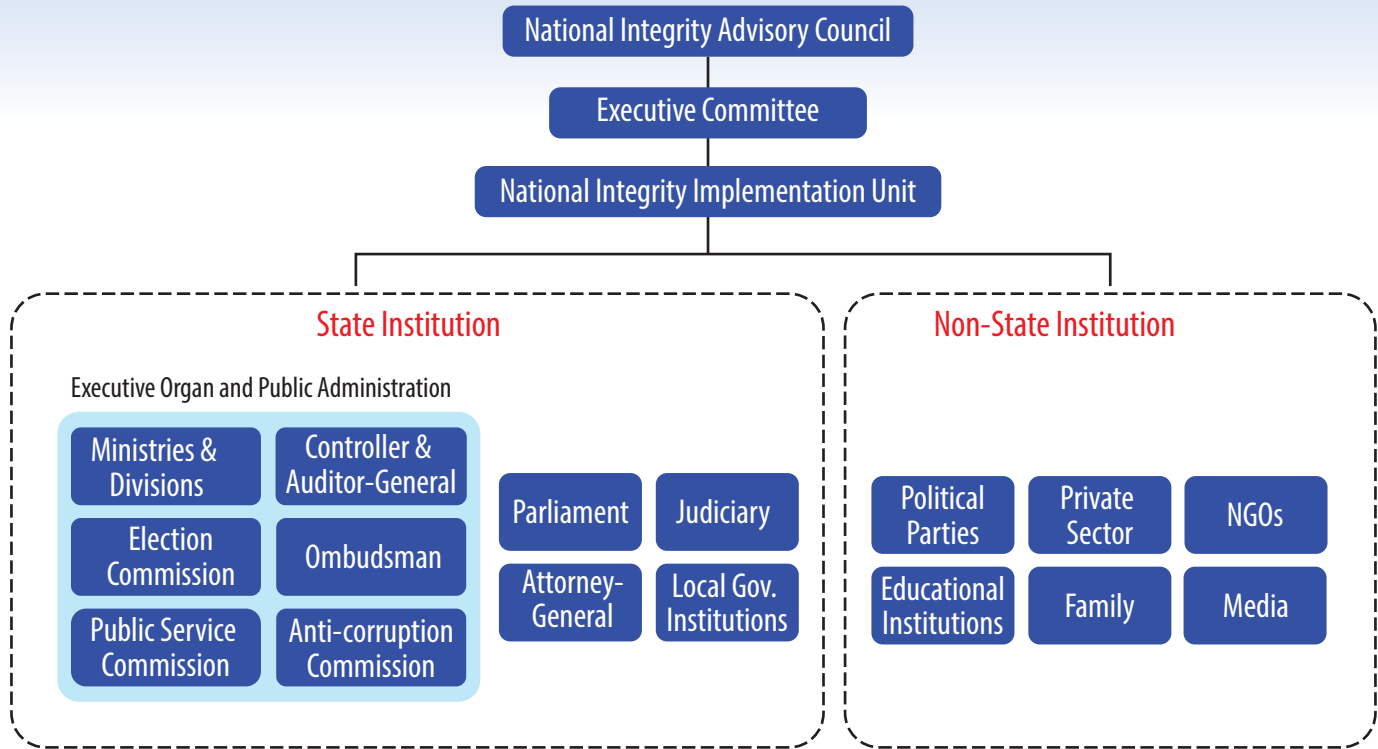 National Integrity Advisory Council
Executive Committee
National Integrity Implementation Unit
State Institution
Executive Organ and Public Administration
Ministries &
Divisions
Controller &
Auditor-General
Election
Commission
Ombudsman
Public Service
Commission
Anti-corruption
Commission
Parliament
Judiciary
Attorney-
General
Local Gov.
Institutions
Non-State Institution
Political
Parties
Private
Sector
NGOs
Educational
Institutions
Family
Media